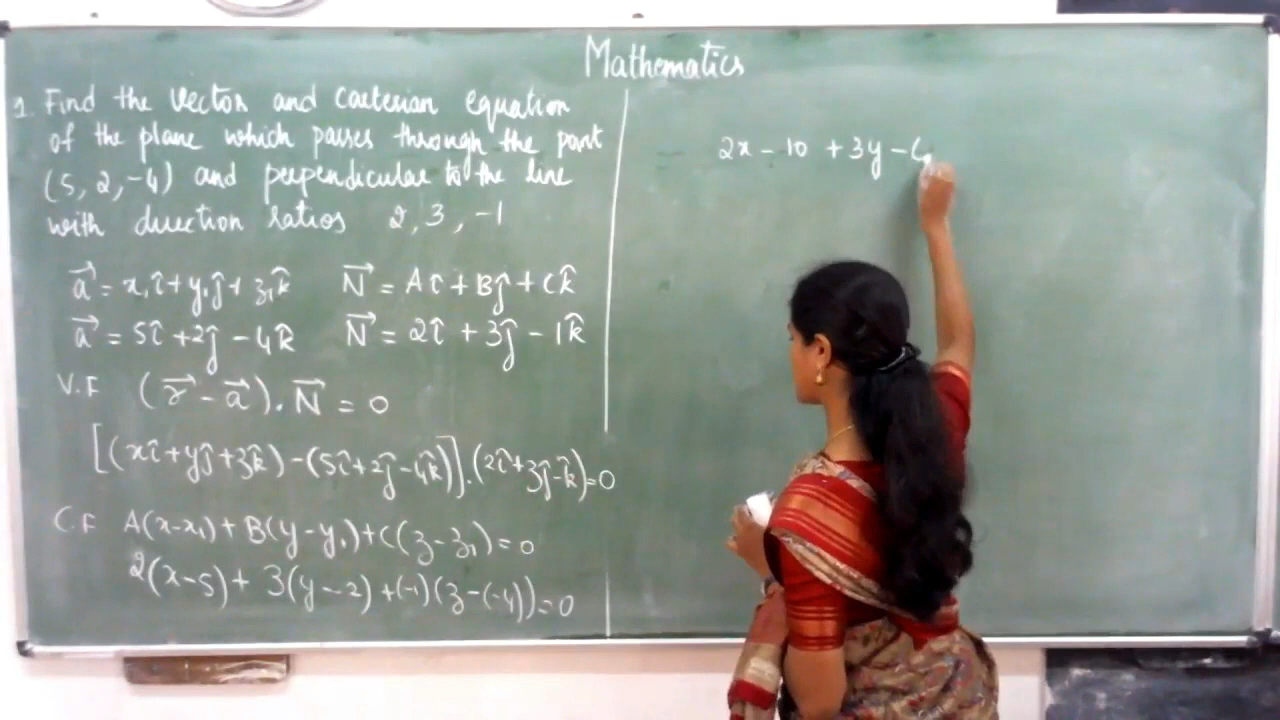 Mathematics
1. Find the vector and cartesian equation
of the plane which passes through the point
(5, 2, -4) and perpendicular to the line
with direction ratios 2, 3, -1
a⃗ = x₁î + y₁ĵ + z₁k̂ N⃗ = Aî + Bĵ + Ck̂
a⃗ = 5î + 2ĵ - 4k̂ N⃗ = 2î + 3ĵ - 1k̂
V.F (r⃗ - a⃗). N⃗ = 0
[(xî + yĵ + zk̂) - (5î + 2ĵ - 4k̂)]. (2î + 3ĵ - k̂) = 0
C.F A(x - x₁) + B(y - y₁) + C(z - z₁) = 0
2(x - 5) + 3(y - 2) + (-1)(z - (-4)) = 0
2x - 10 + 3y -